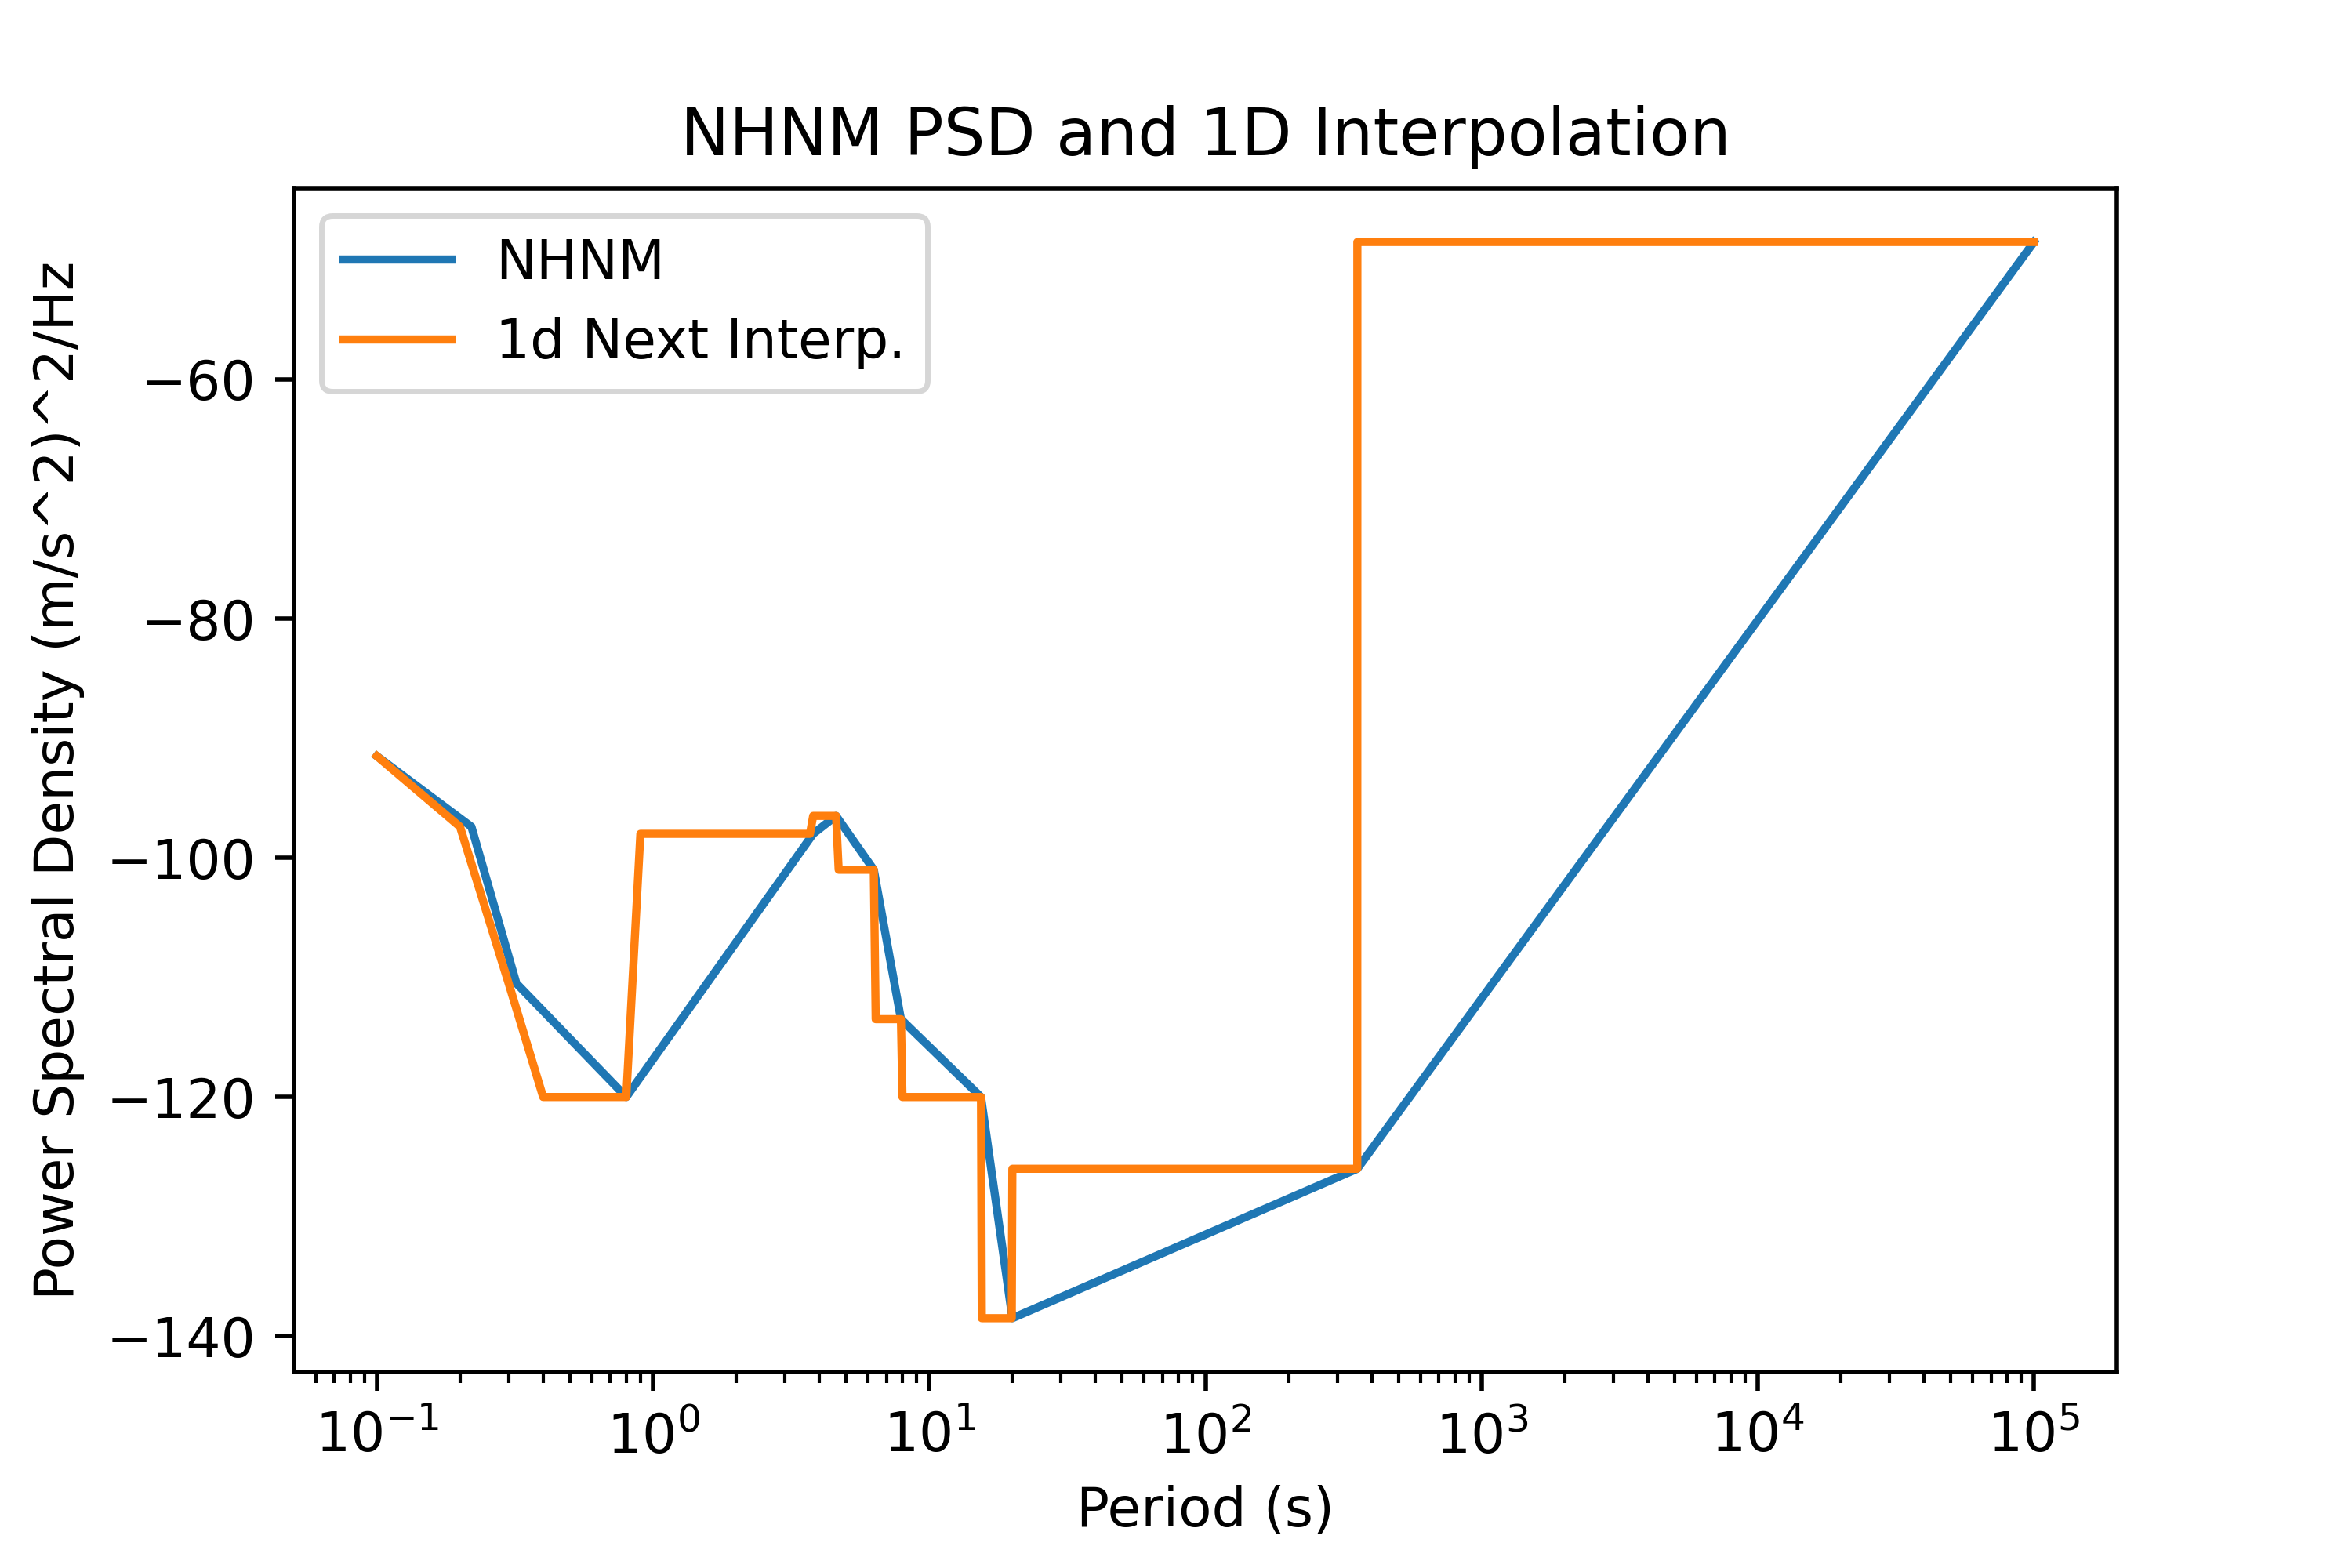 NHNM PSD and 1D Interpolation
NHNM
1d Next Interp.
Power Spectral Density (m/s^2)^2/Hz
−60
−80
−100
−120
−140
10⁻¹ 10⁰ 10¹ 10² 10³ 10⁴ 10⁵
Period (s)